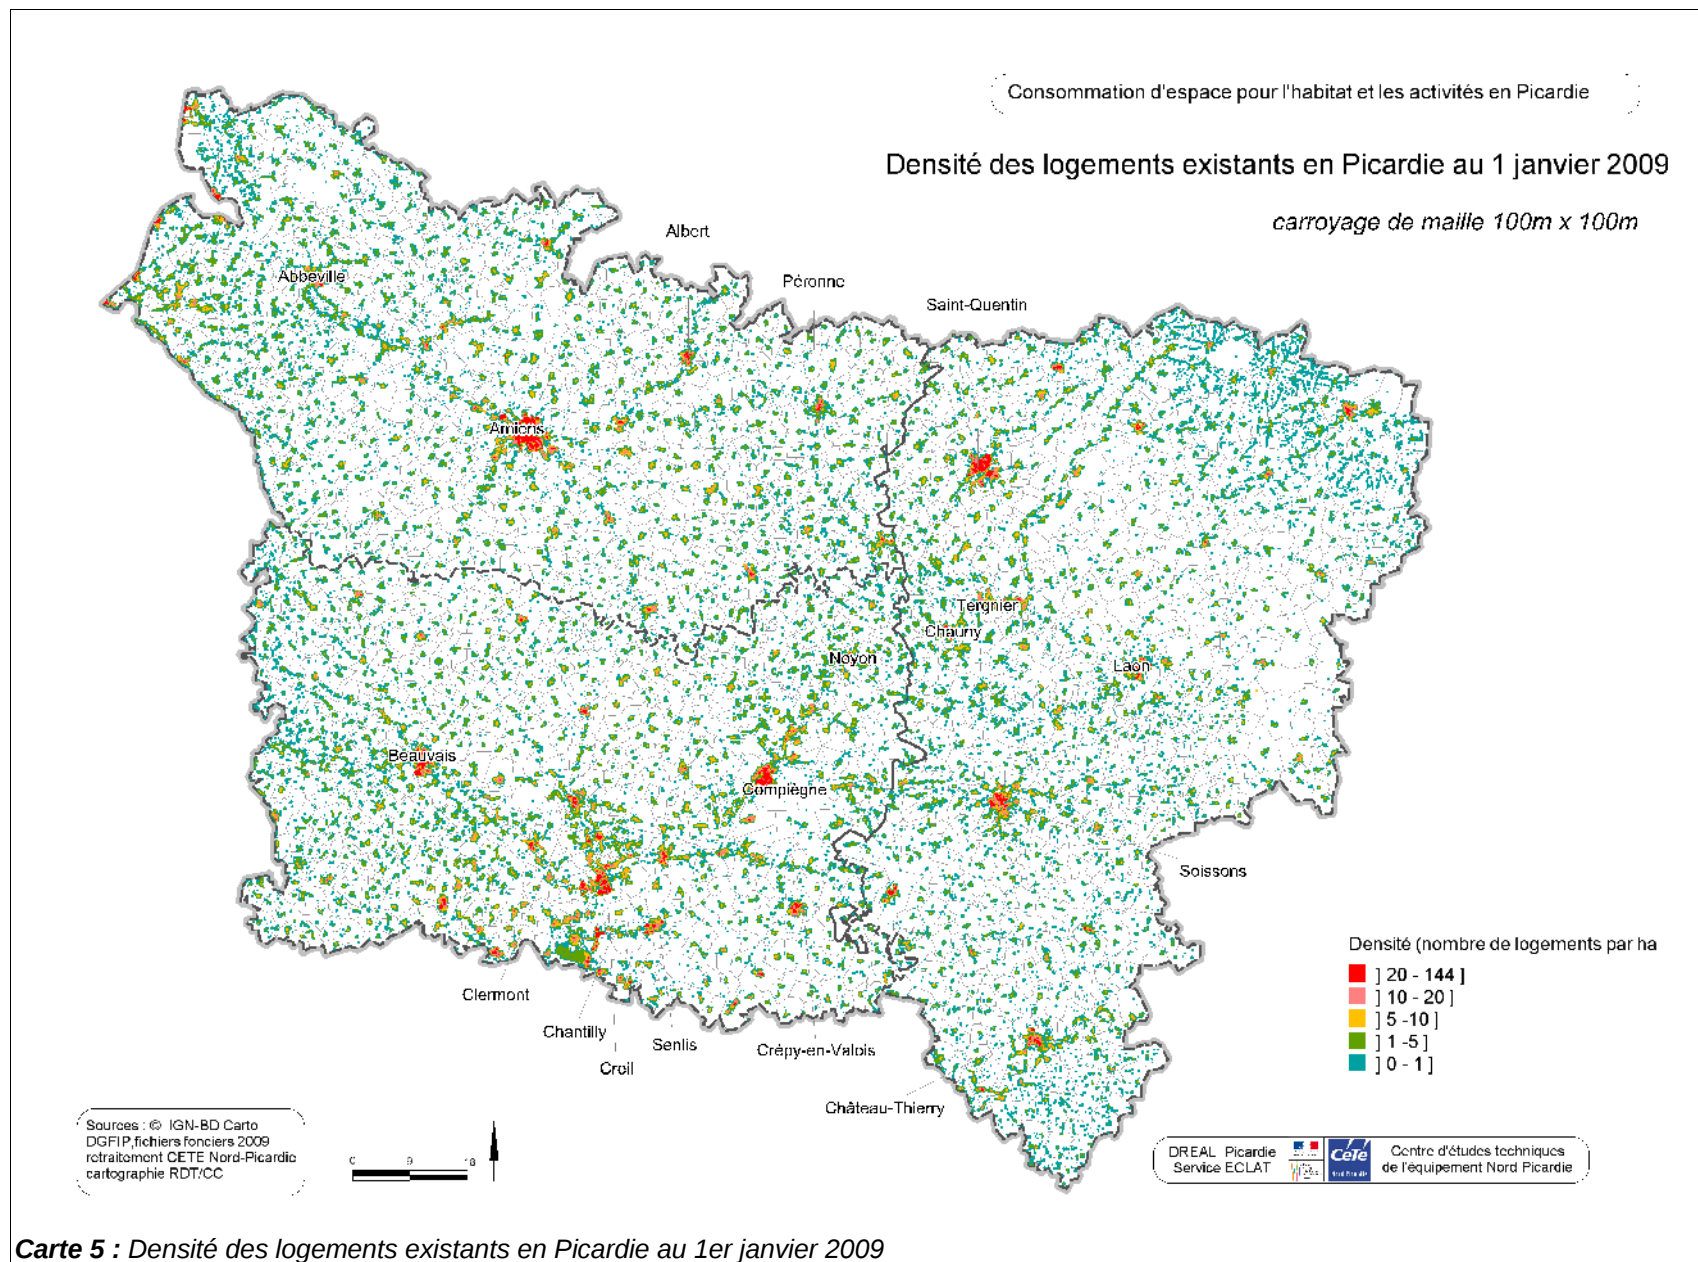 Consommation d'espace pour l'habitat et les activités en Picardie
Densité des logements existants en Picardie au 1 janvier 2009
carroyage de maille 100m x 100m
Albert
Péronne
Saint-Quentin
Abbeville
Amiens
Tergnier
Chauny
Noyon
Laon
Beauvais
Compiègne
Soissons
Clermont
Chantilly
Creil
Senlis
Crépy-en-Valois
Château-Thierry
Densité (nombre de logements par ha
] 20 - 144 ]
] 10 - 20 ]
] 5 -10 ]
] 1 -5 ]
] 0 - 1 ]
Sources : © IGN-BD Carto
DGFIP,fichiers fonciers 2009
retraitement CETE Nord-Picardie
cartographie RDT/CC
0 9 18
DREAL Picardie
Service ECLAT
CeTe
Nord Picardie
Centre d'études techniques
de l'équipement Nord Picardie
Carte 5 : Densité des logements existants en Picardie au 1er janvier 2009